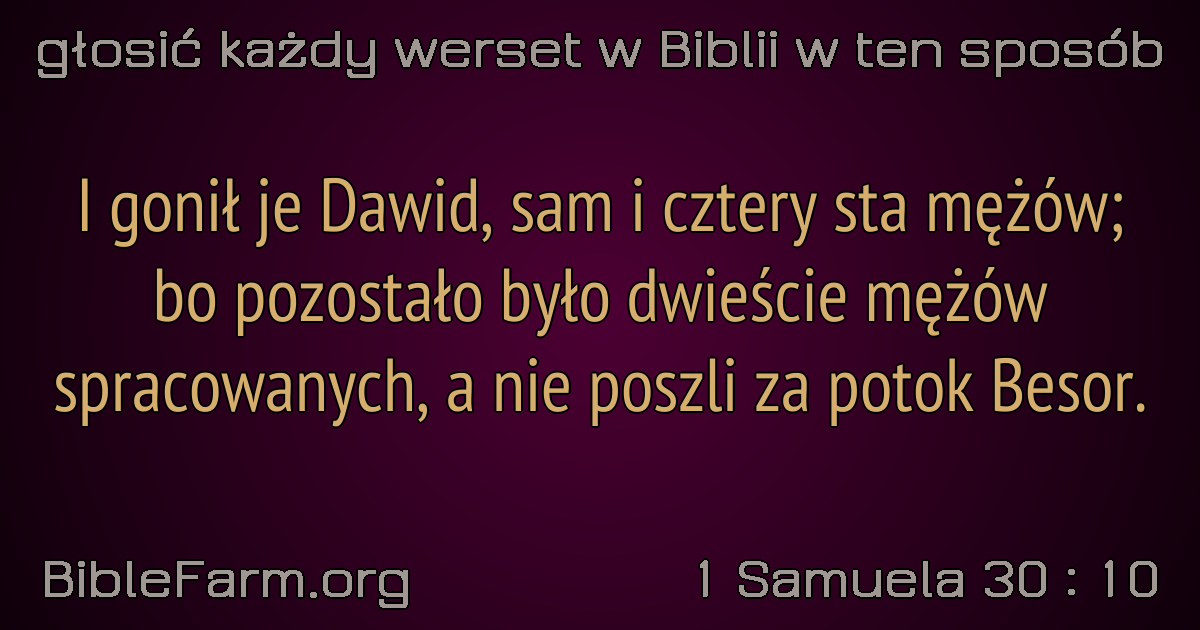 głosić każdy werset w Biblii w ten sposób
I gonił je Dawid, sam i cztery sta mężów;
bo pozostało było dwieście mężów
spracowanych, a nie poszli za potok Besor.
BibleFarm.org
1 Samuela 30 : 10